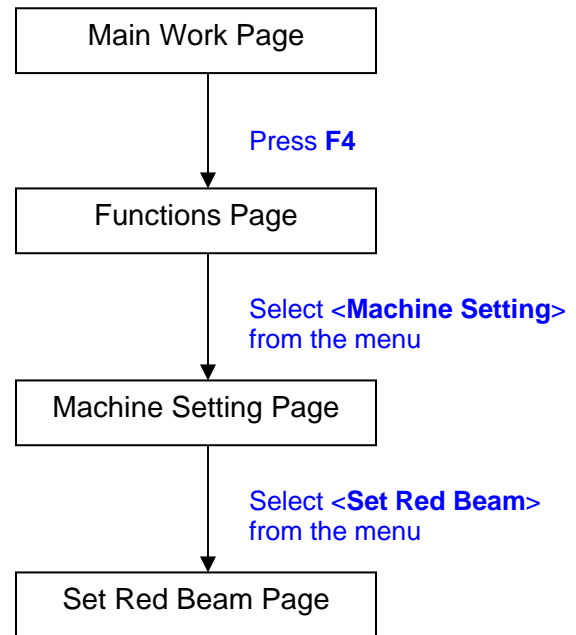 Main Work Page
Press F4
Functions Page
Select <Machine Setting>
from the menu
Machine Setting Page
Select <Set Red Beam>
from the menu
Set Red Beam Page